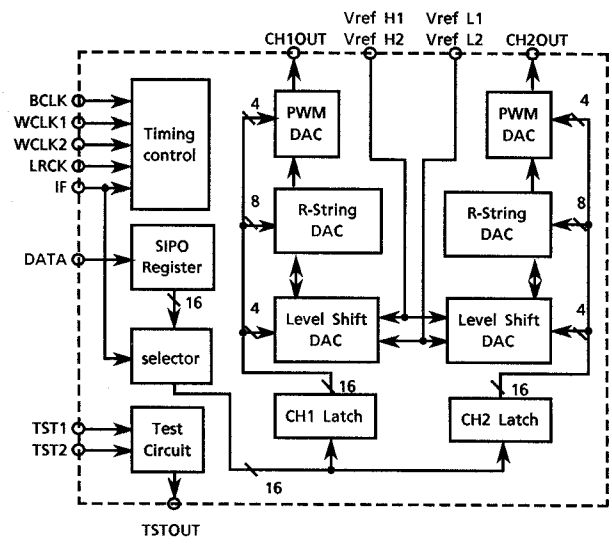 Vref H1
Vref H2
Vref L1
Vref L2
CH1OUT
CH2OUT
BCLK
WCLK1
WCLK2
LRCK
IF
Timing
control
4
PWM
DAC
PWM
DAC
4
8
R-String
DAC
R-String
DAC
8
DATA
SIPO
Register
16
4
Level Shift
DAC
Level Shift
DAC
4
selector
16
16
CH1 Latch
CH2 Latch
TST1
TST2
Test
Circuit
16
TSTOUT